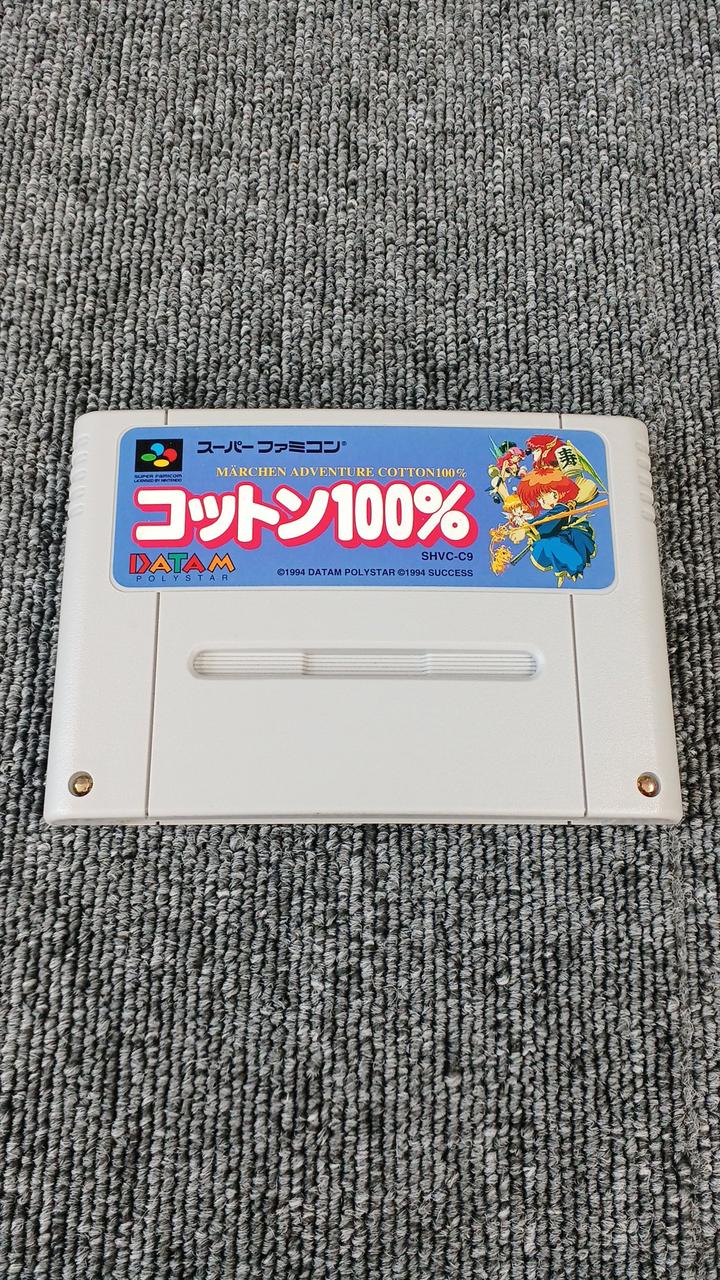 スーパーファミコン®
SUPER FAMICOM
LICENSED BY NINTENDO
MÄRCHEN ADVENTURE COTTON100%
コットン100%
寿
SHVC-C9
DATAM
POLYSTAR
©1994 DATAM POLYSTAR ©1994 SUCCESS